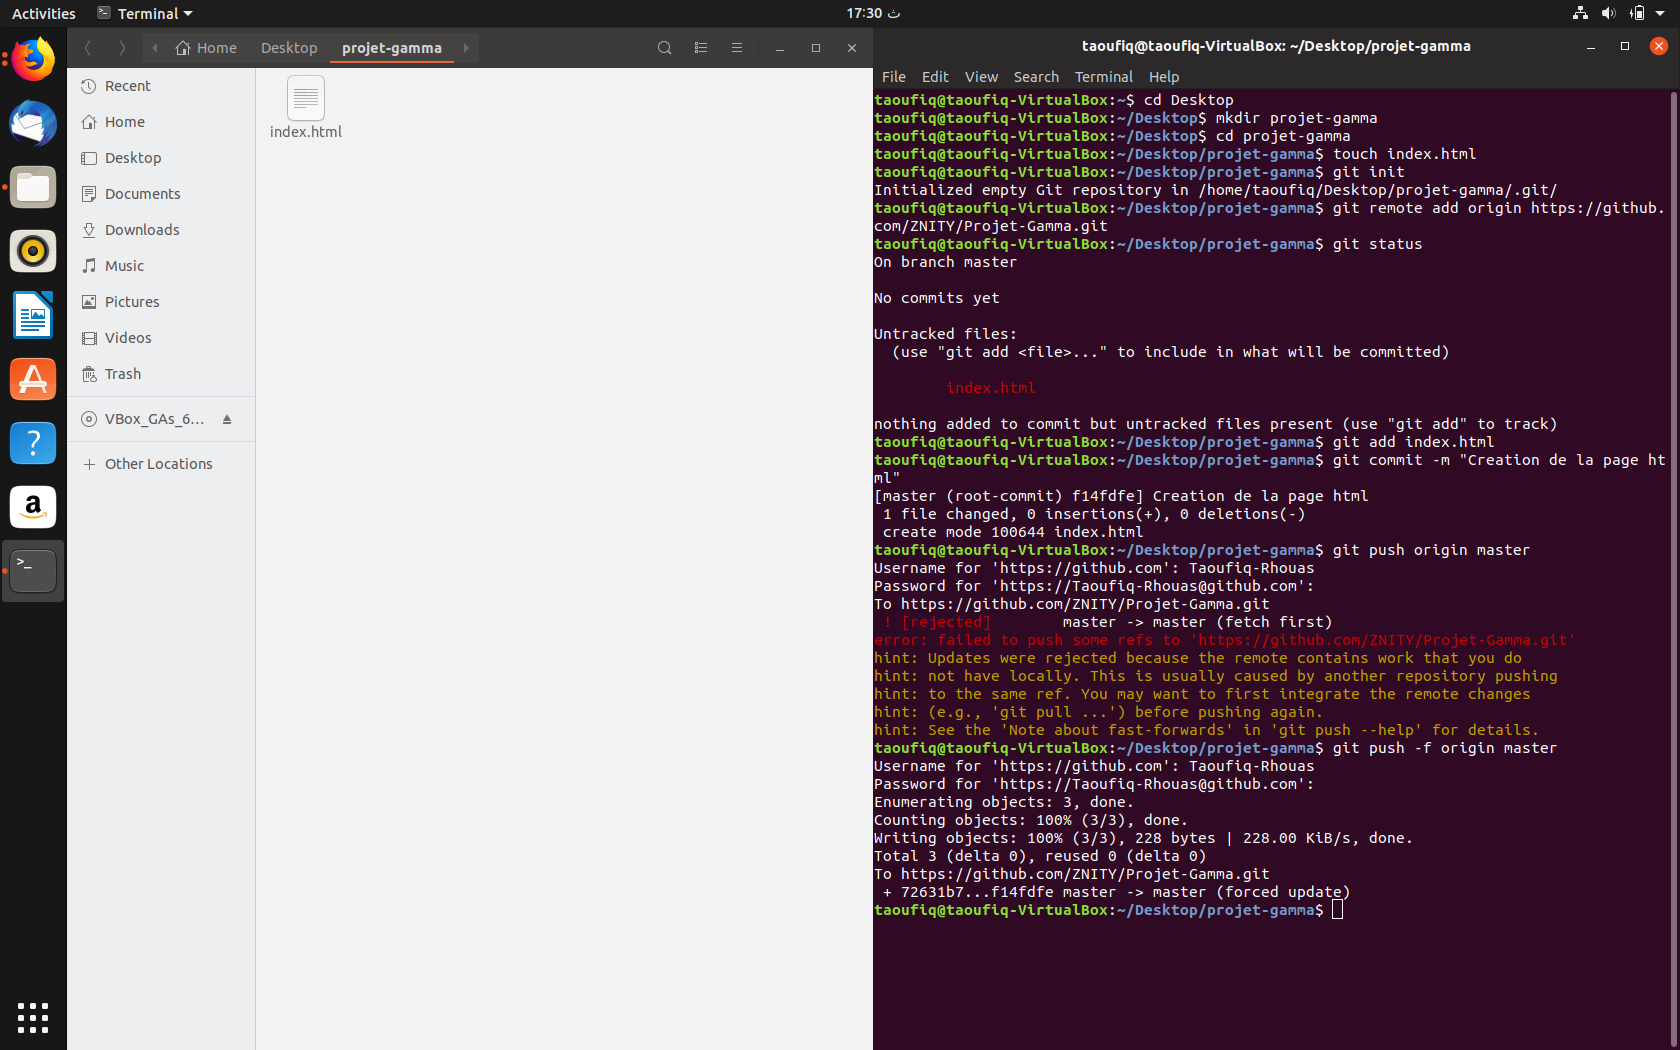 Activities
Terminal
17:30 ث
Home
Desktop
projet-gamma
Recent
Home
Desktop
Documents
Downloads
Music
Pictures
Videos
Trash
VBox_GAs_6...
Other Locations
index.html
taoufiq@taoufiq-VirtualBox: ~/Desktop/projet-gamma
File Edit View Search Terminal Help
taoufiq@taoufiq-VirtualBox:~$ cd Desktop
taoufiq@taoufiq-VirtualBox:~/Desktop$ mkdir projet-gamma
taoufiq@taoufiq-VirtualBox:~/Desktop$ cd projet-gamma
taoufiq@taoufiq-VirtualBox:~/Desktop/projet-gamma$ touch index.html
taoufiq@taoufiq-VirtualBox:~/Desktop/projet-gamma$ git init
Initialized empty Git repository in /home/taoufiq/Desktop/projet-gamma/.git/
taoufiq@taoufiq-VirtualBox:~/Desktop/projet-gamma$ git remote add origin https://github.
com/ZNITY/Projet-Gamma.git
taoufiq@taoufiq-VirtualBox:~/Desktop/projet-gamma$ git status
On branch master
No commits yet
Untracked files:
  (use "git add <file>..." to include in what will be committed)
        index.html
nothing added to commit but untracked files present (use "git add" to track)
taoufiq@taoufiq-VirtualBox:~/Desktop/projet-gamma$ git add index.html
taoufiq@taoufiq-VirtualBox:~/Desktop/projet-gamma$ git commit -m "Creation de la page ht
ml"
[master (root-commit) f14fdfe] Creation de la page html
 1 file changed, 0 insertions(+), 0 deletions(-)
 create mode 100644 index.html
taoufiq@taoufiq-VirtualBox:~/Desktop/projet-gamma$ git push origin master
Username for 'https://github.com': Taoufiq-Rhouas
Password for 'https://Taoufiq-Rhouas@github.com':
To https://github.com/ZNITY/Projet-Gamma.git
 ! [rejected]        master -> master (fetch first)
error: failed to push some refs to 'https://github.com/ZNITY/Projet-Gamma.git'
hint: Updates were rejected because the remote contains work that you do
hint: not have locally. This is usually caused by another repository pushing
hint: to the same ref. You may want to first integrate the remote changes
hint: (e.g., 'git pull ...') before pushing again.
hint: See the 'Note about fast-forwards' in 'git push --help' for details.
taoufiq@taoufiq-VirtualBox:~/Desktop/projet-gamma$ git push -f origin master
Username for 'https://github.com': Taoufiq-Rhouas
Password for 'https://Taoufiq-Rhouas@github.com':
Enumerating objects: 3, done.
Counting objects: 100% (3/3), done.
Writing objects: 100% (3/3), 228 bytes | 228.00 KiB/s, done.
Total 3 (delta 0), reused 0 (delta 0)
To https://github.com/ZNITY/Projet-Gamma.git
 + 72631b7...f14fdfe master -> master (forced update)
taoufiq@taoufiq-VirtualBox:~/Desktop/projet-gamma$